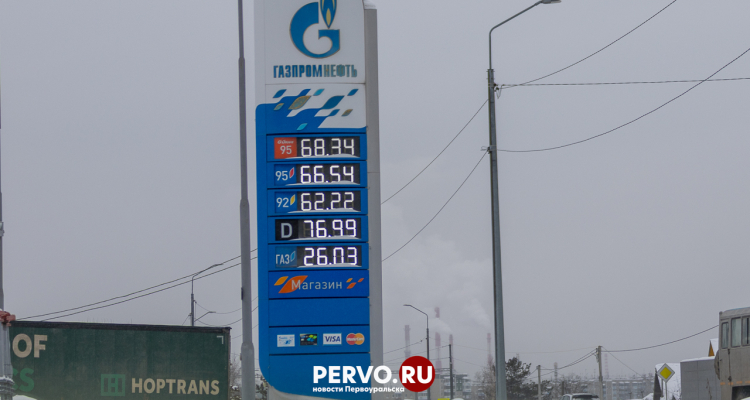 ГАЗПРОМНЕФТЬ
95 68.34
95 66.54
92 62.22
D 76.99
ГАЗ 26.03
Магазин
VISA MasterCard
OF
HOPTRANS
PERVO.RU
новости Первоуральска